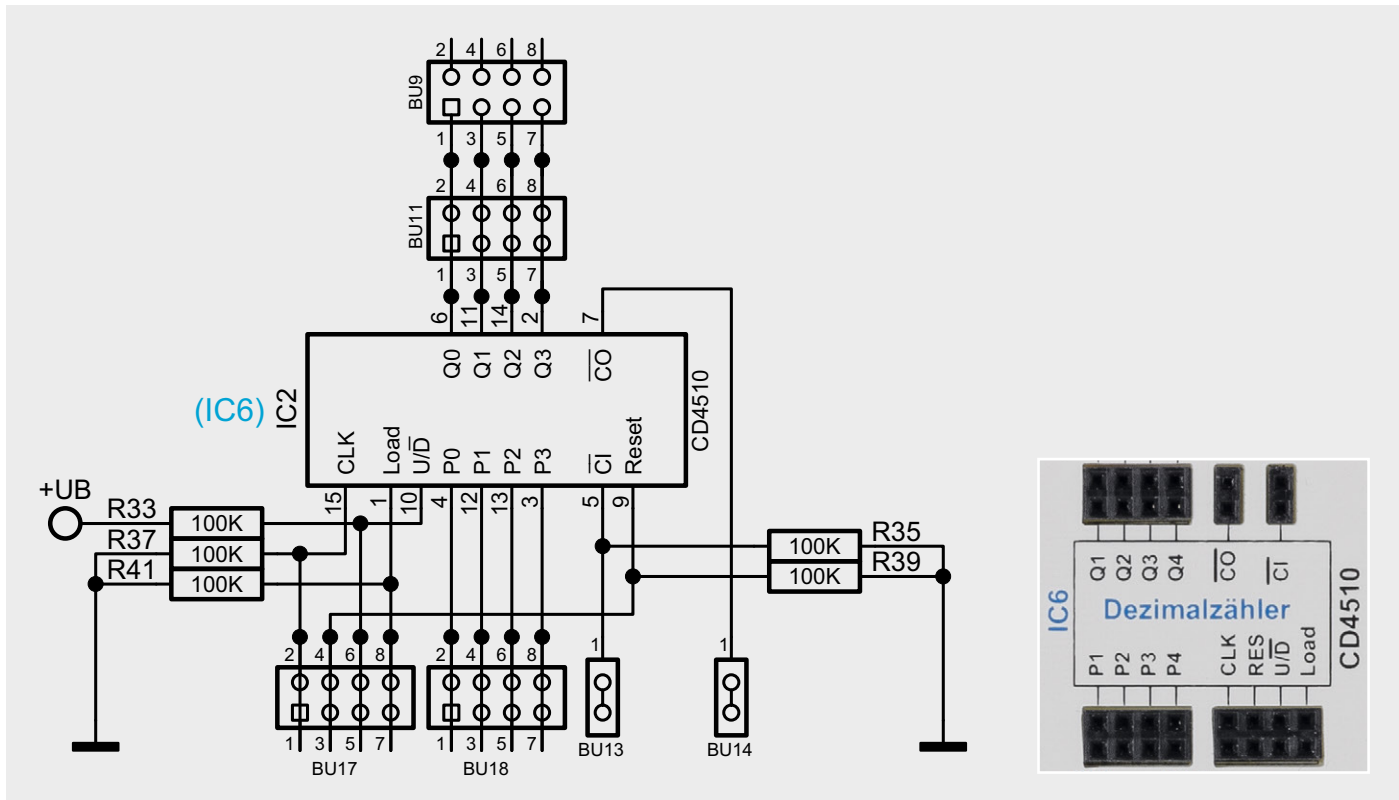 2 4 6 8
BU9
1 3 5 7
2 4 6 8
BU11
1 3 5 7
6 11 14 2 7
Q0 Q1 Q2 Q3 C̅O̅
(IC6) IC2
CD4510
CLK Load U/D̅ P0 P1 P2 P3 C̅I̅ Reset
15 1 10 4 12 13 3 5 9
+UB
R33 100K
R37 100K
R41 100K
100K R35
100K R39
2 4 6 8
1 3 5 7
BU17
2 4 6 8
1 3 5 7
BU18
1
BU13
1
BU14
Q1 Q2 Q3 Q4 C̅O̅ C̅I̅
IC6
Dezimalzähler
CD4510
P1 P2 P3 P4 CLK RES U/D̅ Load